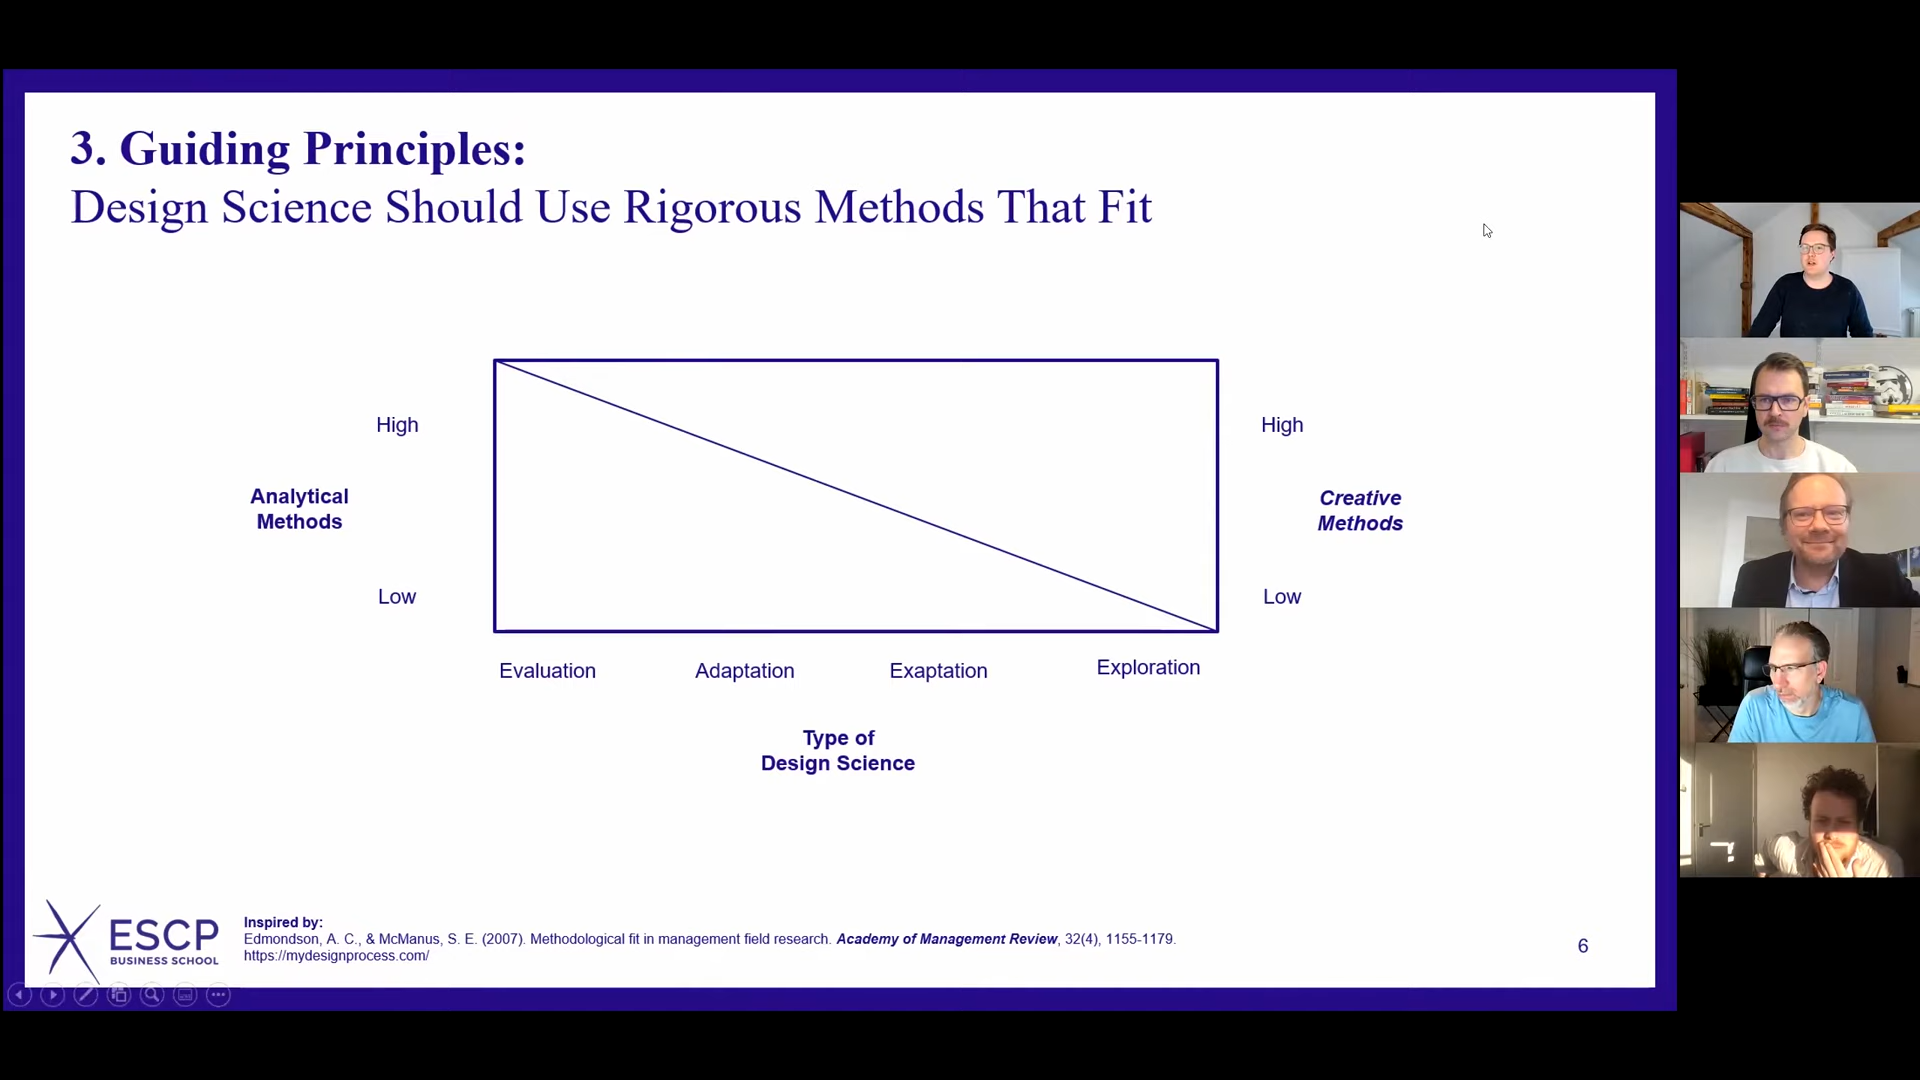 3. Guiding Principles:
Design Science Should Use Rigorous Methods That Fit
High
High
Analytical
Methods
Creative
Methods
Low
Low
Evaluation
Adaptation
Exaptation
Exploration
Type of
Design Science
ESCP
BUSINESS SCHOOL
Inspired by:
Edmondson, A. C., & McManus, S. E. (2007). Methodological fit in management field research. Academy of Management Review, 32(4), 1155-1179.
https://mydesignprocess.com/
6